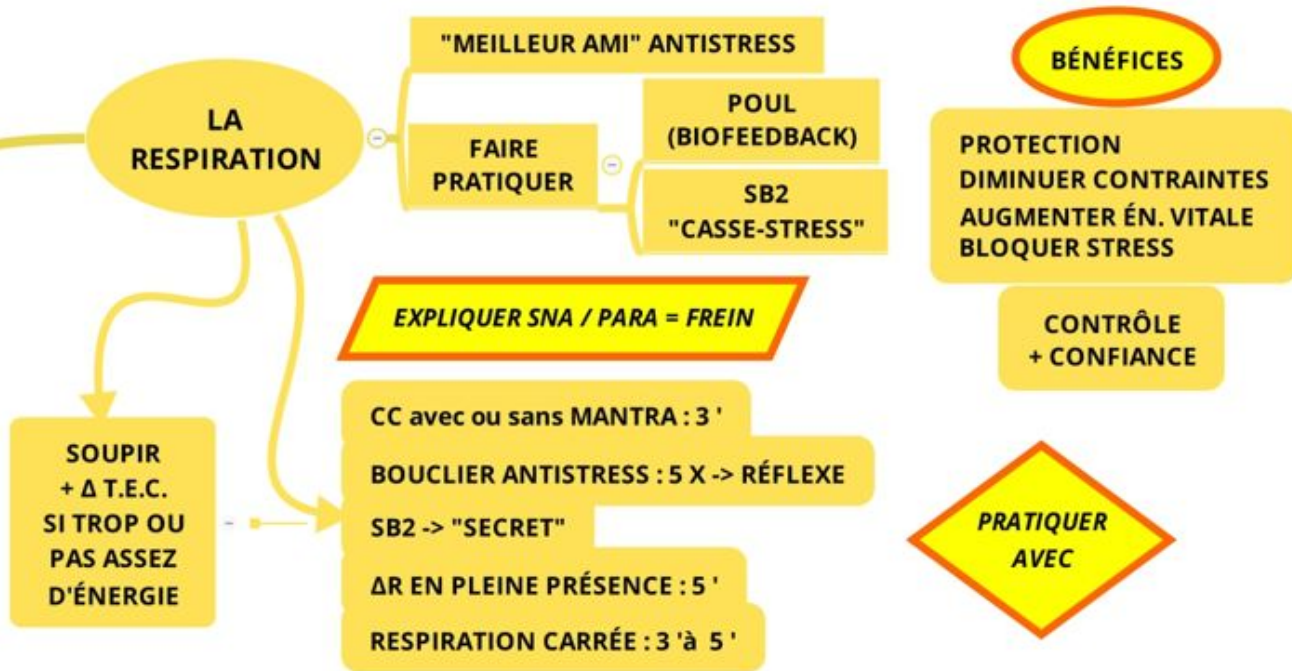 LA
RESPIRATION
"MEILLEUR AMI" ANTISTRESS
FAIRE
PRATIQUER
POUL
(BIOFEEDBACK)
SB2
"CASSE-STRESS"
BÉNÉFICES
PROTECTION
DIMINUER CONTRAINTES
AUGMENTER ÉN. VITALE
BLOQUER STRESS
CONTRÔLE
+ CONFIANCE
EXPLIQUER SNA / PARA = FREIN
SOUPIR
+ Δ T.E.C.
SI TROP OU
PAS ASSEZ
D'ÉNERGIE
CC avec ou sans MANTRA : 3 '
BOUCLIER ANTISTRESS : 5 X -> RÉFLEXE
SB2 -> "SECRET"
ΔR EN PLEINE PRÉSENCE : 5 '
RESPIRATION CARRÉE : 3 'à 5 '
PRATIQUER
AVEC